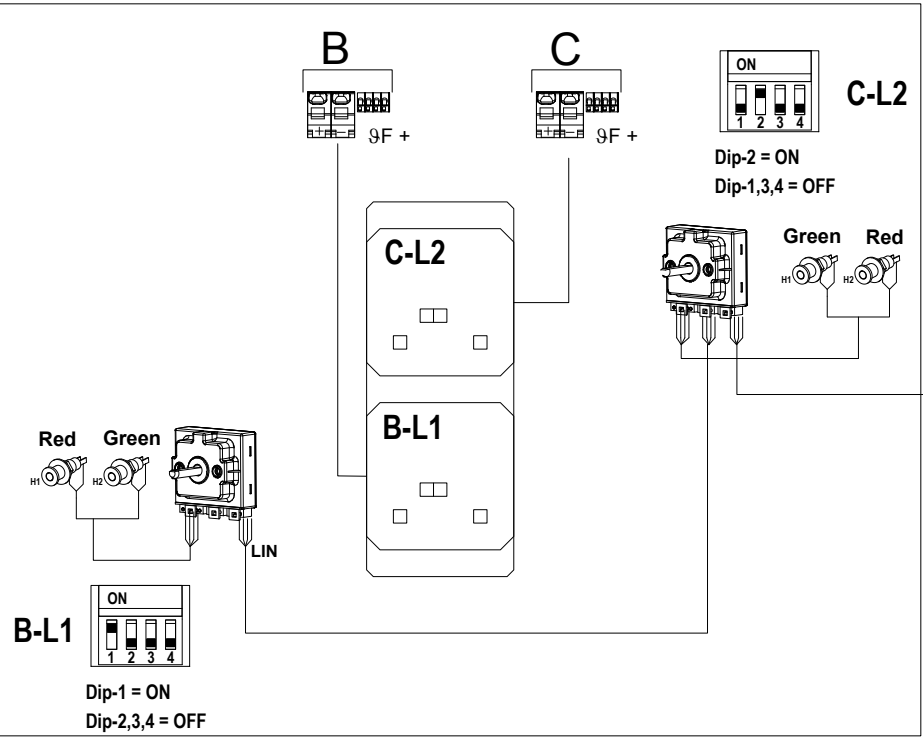 B
C
+ −
ϑF +
+ −
ϑF +
ON
1 2 3 4
C-L2
Dip-2 = ON
Dip-1,3,4 = OFF
C-L2
Green Red
H1
H2
B-L1
Red Green
H1
H2
LIN
B-L1
ON
1 2 3 4
Dip-1 = ON
Dip-2,3,4 = OFF